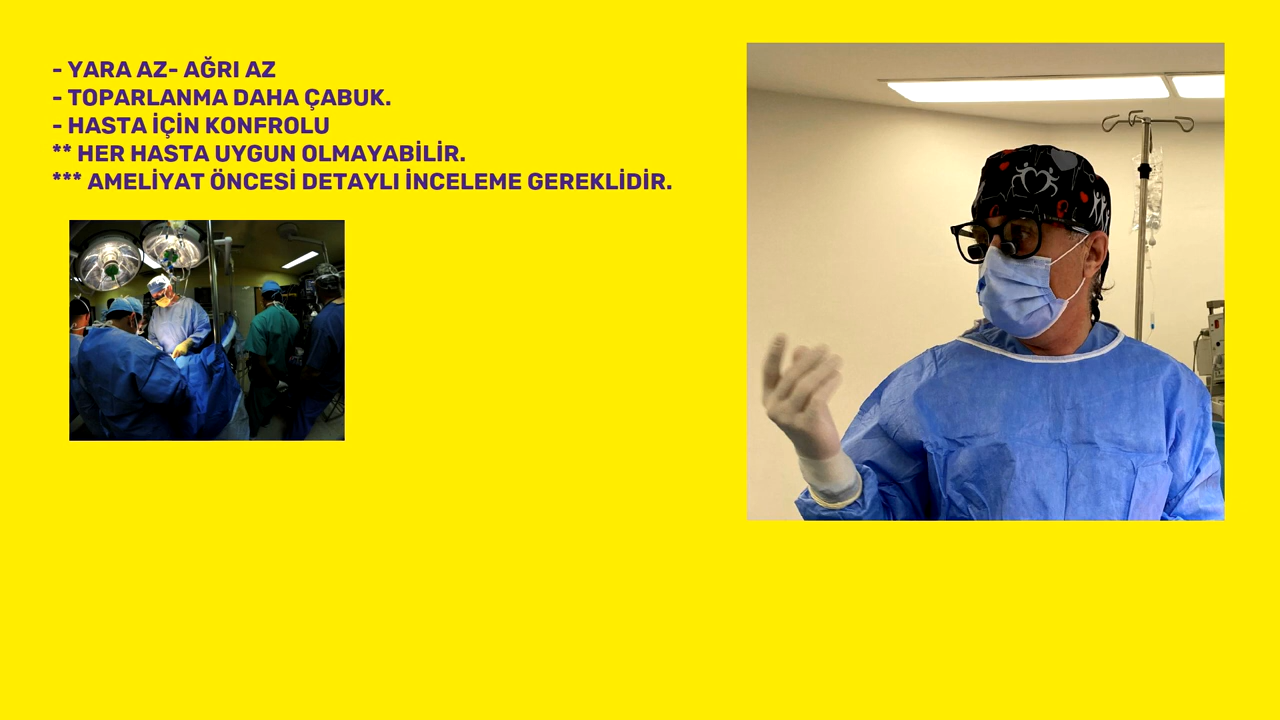 - YARA AZ- AĞRI AZ
- TOPARLANMA DAHA ÇABUK.
- HASTA İÇİN KONFROLU
** HER HASTA UYGUN OLMAYABİLİR.
*** AMELİYAT ÖNCESİ DETAYLI İNCELEME GEREKLİDİR.